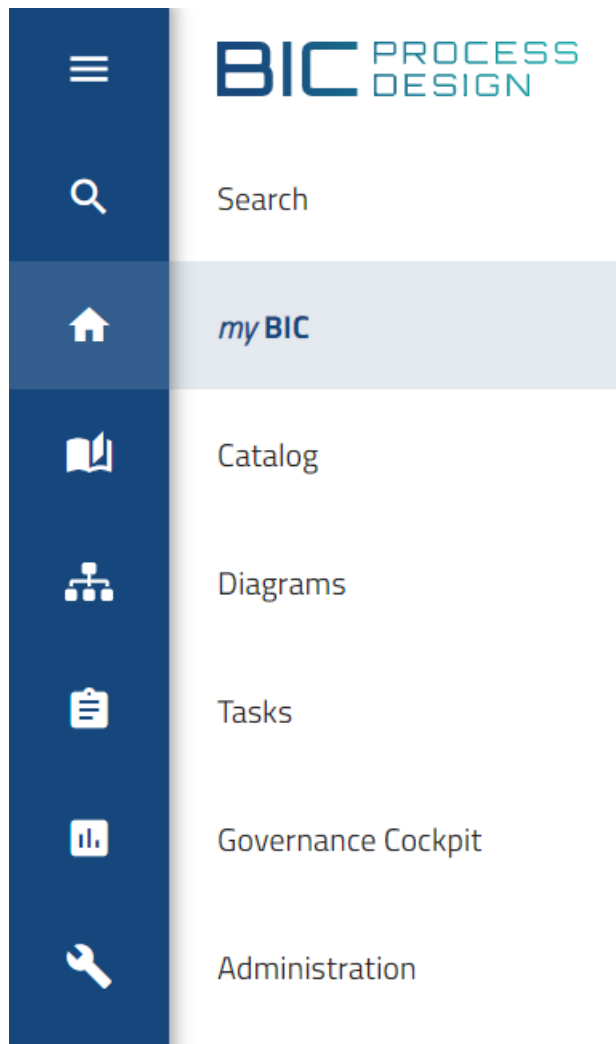 BIC PROCESS
DESIGN
Search
my BIC
Catalog
Diagrams
Tasks
Governance Cockpit
Administration